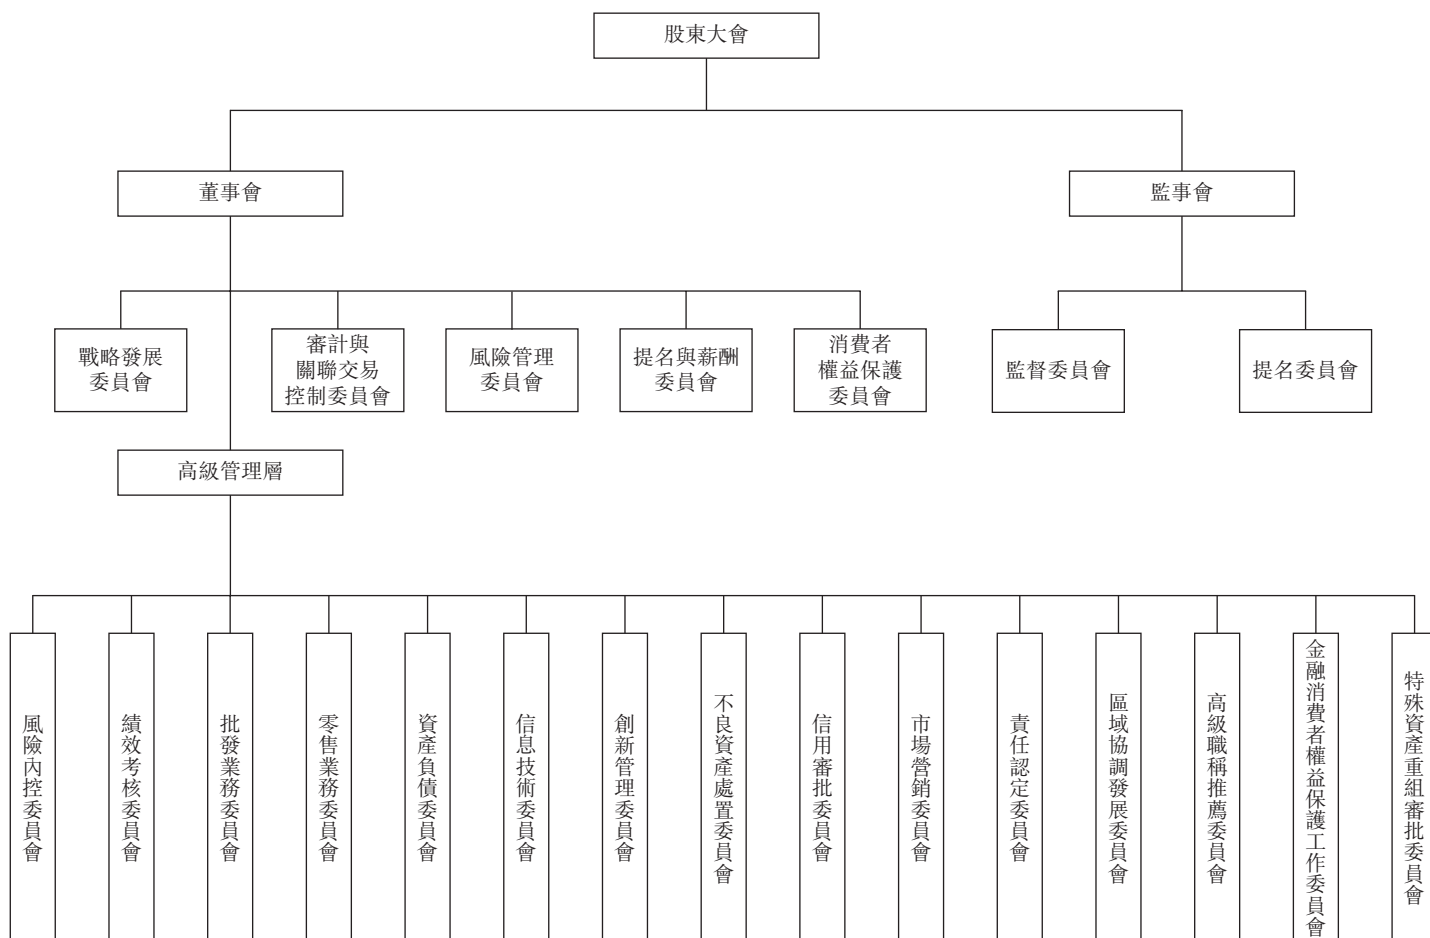 股東大會
董事會
監事會
戰略發展
委員會
審計與
關聯交易
控制委員會
風險管理
委員會
提名與薪酬
委員會
消費者
權益保護
委員會
監督委員會
提名委員會
高級管理層
風險內控委員會
績效考核委員會
批發業務委員會
零售業務委員會
資產負債委員會
信息技術委員會
創新管理委員會
不良資產處置委員會
信用審批委員會
市場營銷委員會
責任認定委員會
區域協調發展委員會
高級職稱推薦委員會
金融消費者權益保護工作委員會
特殊資產重組審批委員會